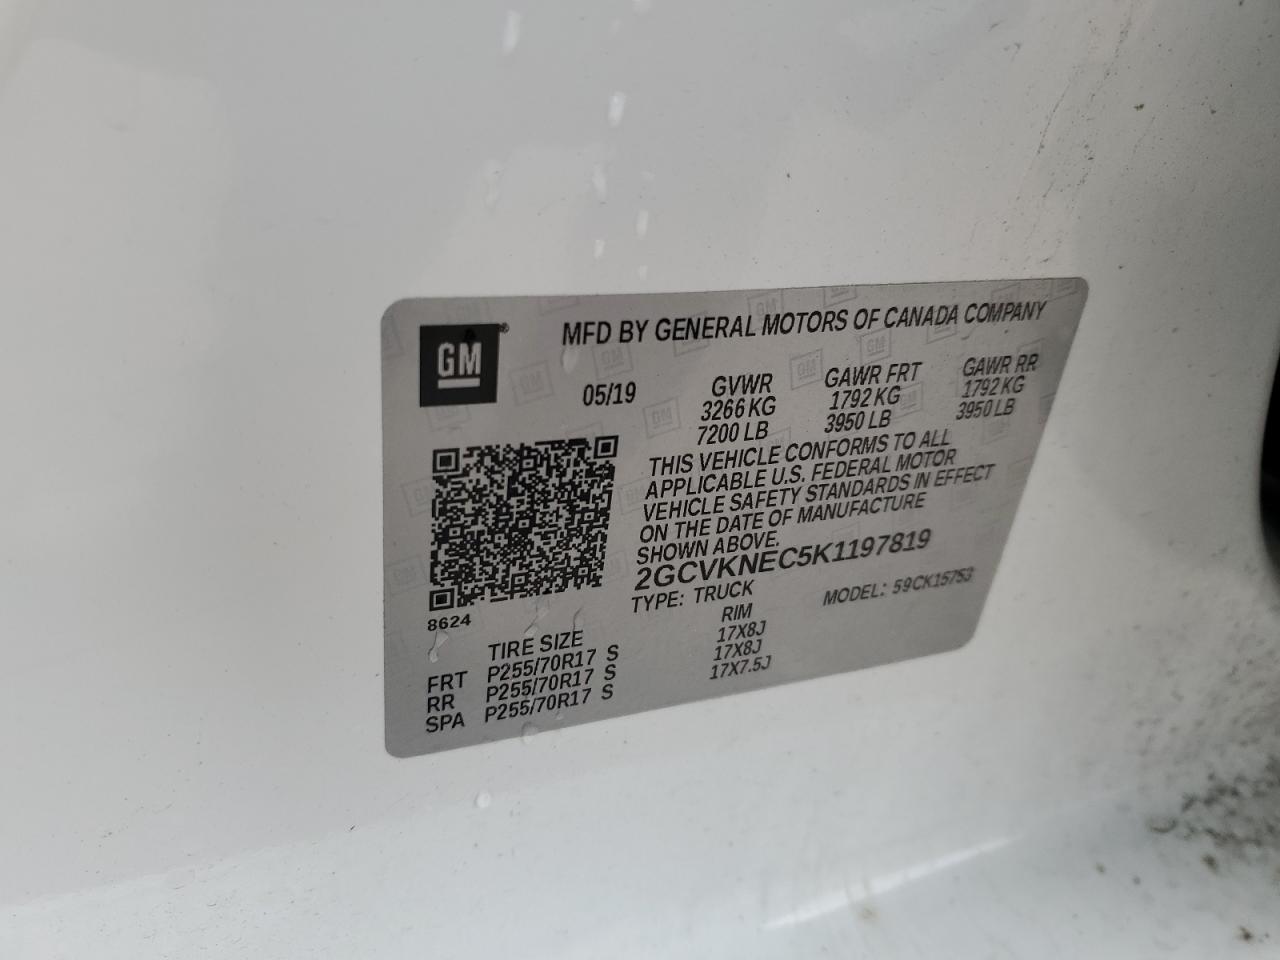 GM
MFD BY GENERAL MOTORS OF CANADA COMPANY
05/19 GVWR GAWR FRT GAWR RR
3266 KG 1792 KG 1792 KG
7200 LB 3950 LB 3950 LB
THIS VEHICLE CONFORMS TO ALL
APPLICABLE U.S. FEDERAL MOTOR
VEHICLE SAFETY STANDARDS IN EFFECT
ON THE DATE OF MANUFACTURE
SHOWN ABOVE.
2GCVKNEC5K1197819
TYPE: TRUCK MODEL: 59CK15753
8624
TIRE SIZE RIM
FRT P255/70R17 S 17X8J
RR P255/70R17 S 17X8J
SPA P255/70R17 S 17X7.5J